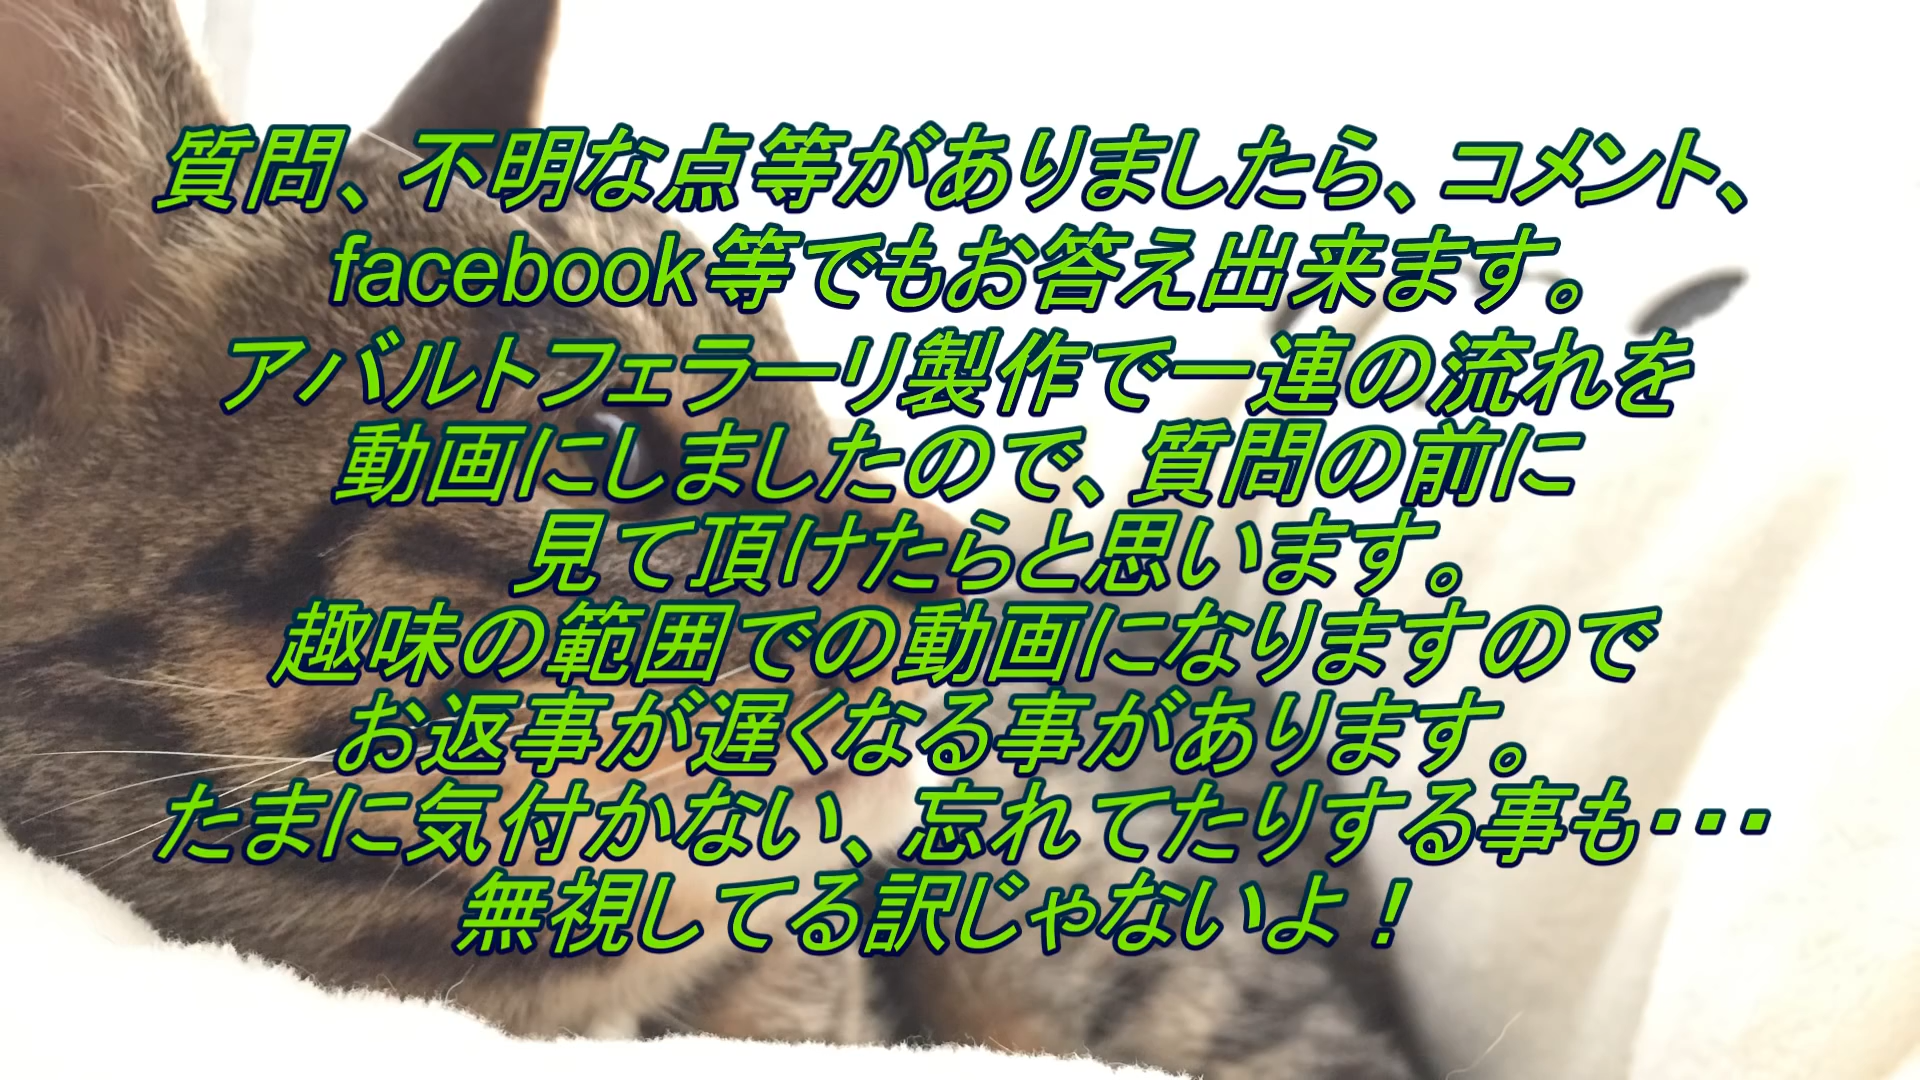 質問、不明な点等がありましたら、コメント、
facebook等でもお答え出来ます。
アバルトフェラーリ製作で一連の流れを
動画にしましたので、質問の前に
見て頂けたらと思います。
趣味の範囲での動画になりますので
お返事が遅くなる事があります。
たまに気付かない、忘れてたりする事も・・・
無視してる訳じゃないよ！